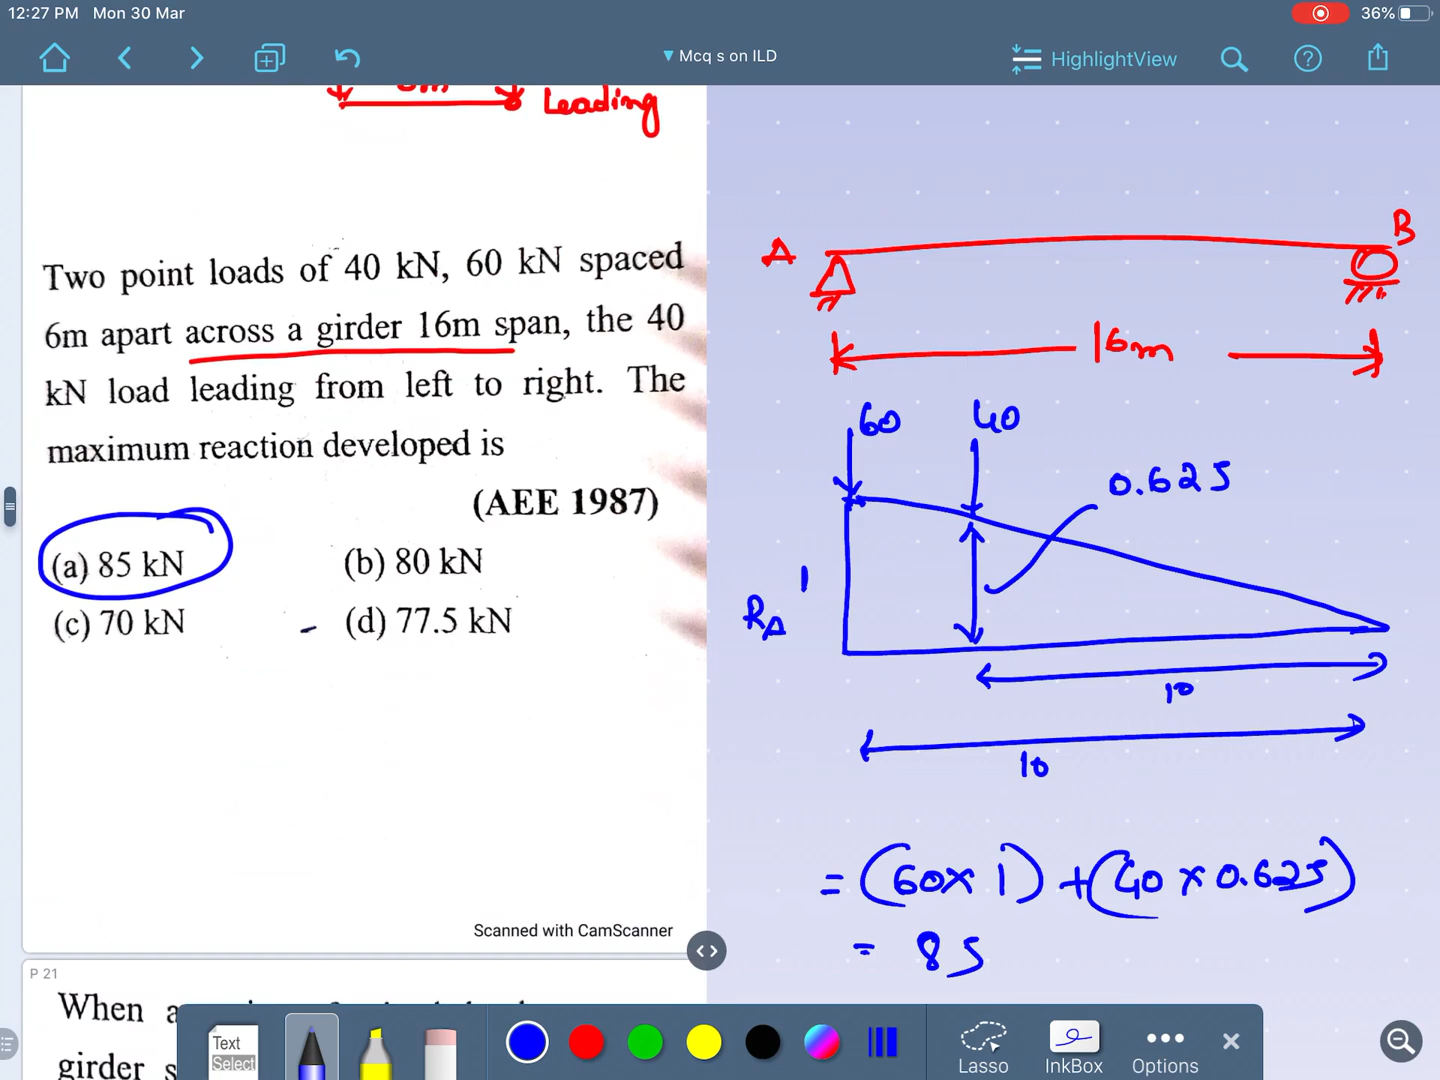 12:27 PM Mon 30 Mar
36%
Mcq s on ILD
HighlightView
Leading
Two point loads of 40 kN, 60 kN spaced
6m apart across a girder 16m span, the 40
kN load leading from left to right. The
maximum reaction developed is
(AEE 1987)
(a) 85 kN
(b) 80 kN
(c) 70 kN
(d) 77.5 kN
Scanned with CamScanner
P 21
When a
girder s
A
B
16m
60
40
0.625
1
RA
10
10
= (60×1) + (40×0.625)
= 85
Text
Select
Lasso
InkBox
Options